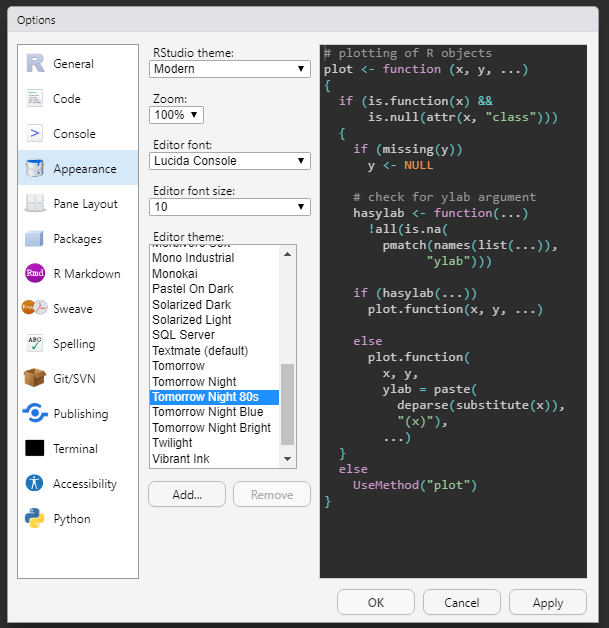 Options
R General
Code
> Console
Appearance
Pane Layout
Packages
Rmd R Markdown
Sweave
ABC Spelling
Git/SVN
Publishing
Terminal
Accessibility
Python
RStudio theme:
Modern
Zoom:
100%
Editor font:
Lucida Console
Editor font size:
10
Editor theme:
Mono Industrial
Monokai
Pastel On Dark
Solarized Dark
Solarized Light
SQL Server
Textmate (default)
Tomorrow
Tomorrow Night
Tomorrow Night 80s
Tomorrow Night Blue
Tomorrow Night Bright
Twilight
Vibrant Ink
Add...
Remove
# plotting of R objects
plot <- function (x, y, ...)
{
  if (is.function(x) &&
      is.null(attr(x, "class")))
  {
    if (missing(y))
      y <- NULL
    # check for ylab argument
    hasylab <- function(...)
      !all(is.na(
        pmatch(names(list(...)),
              "ylab")))
    if (hasylab(...))
      plot.function(x, y, ...)
    else
      plot.function(
        x, y,
        ylab = paste(
          deparse(substitute(x)),
          "(x)"),
        ...)
  }
  else
    UseMethod("plot")
}
OK
Cancel
Apply